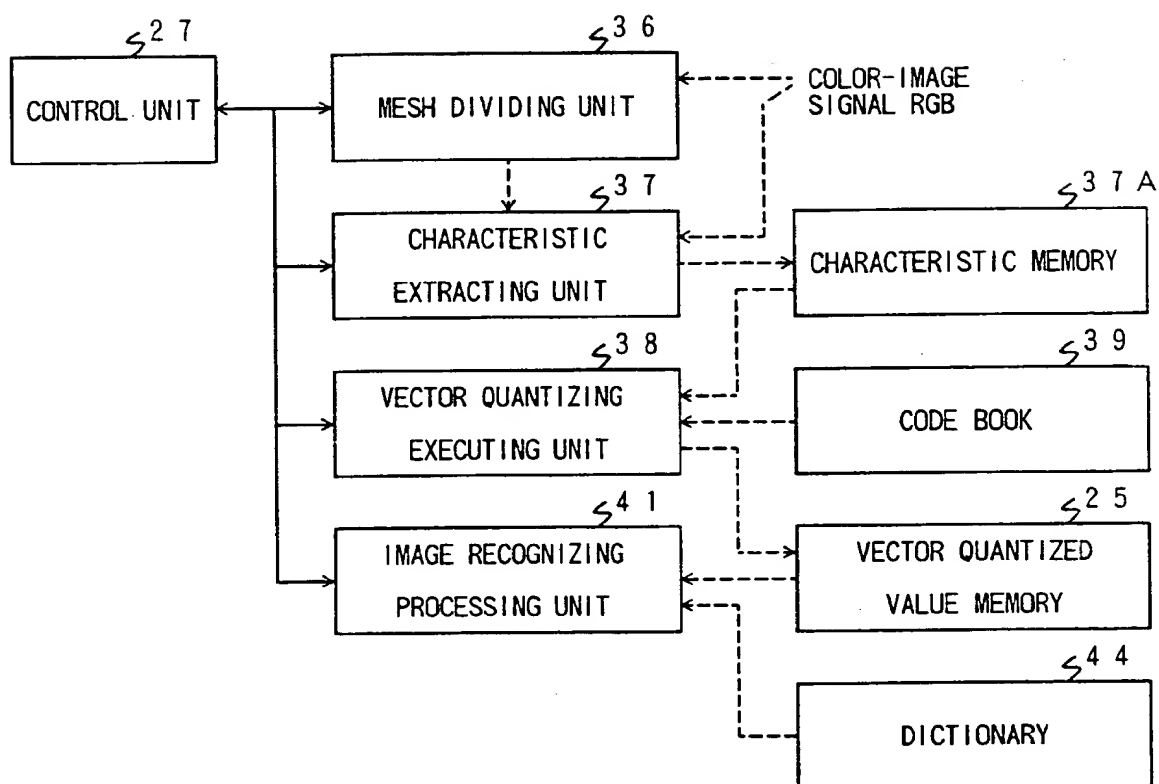 27
CONTROL UNIT
36
MESH DIVIDING UNIT
COLOR-IMAGE
SIGNAL RGB
37
CHARACTERISTIC
EXTRACTING UNIT
37A
CHARACTERISTIC MEMORY
38
VECTOR QUANTIZING
EXECUTING UNIT
39
CODE BOOK
41
IMAGE RECOGNIZING
PROCESSING UNIT
25
VECTOR QUANTIZED
VALUE MEMORY
44
DICTIONARY